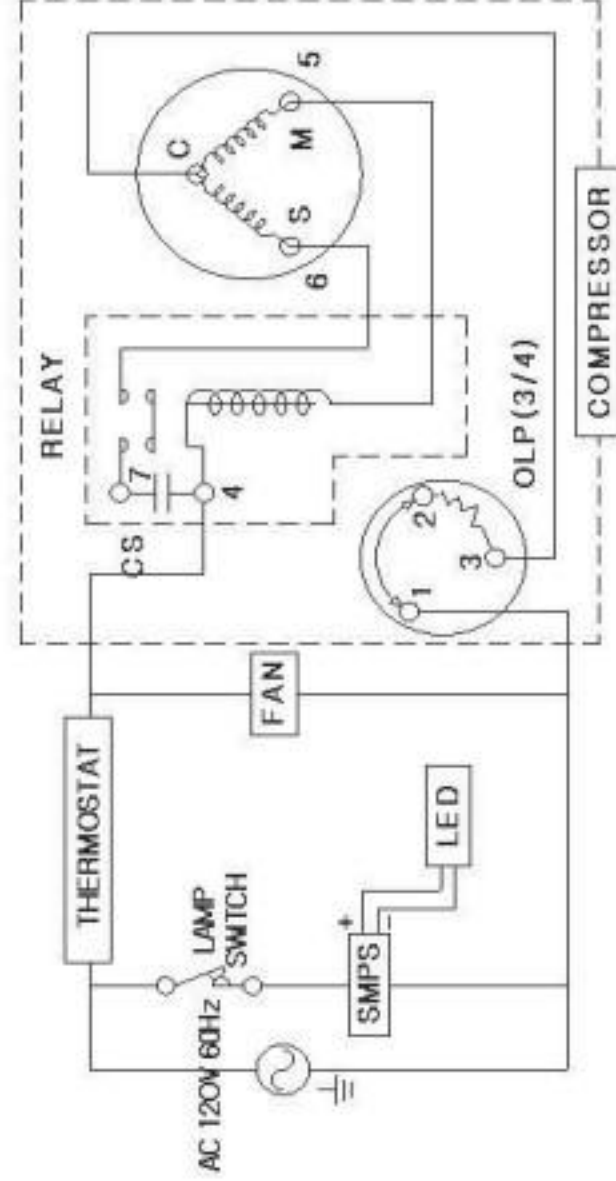 AC 120V 60Hz
THERMOSTAT
LAMP
SWITCH
SMPS
+
-
LED
FAN
RELAY
CS
7
4
6
S
C
M
5
1
2
3
OLP(3/4)
COMPRESSOR